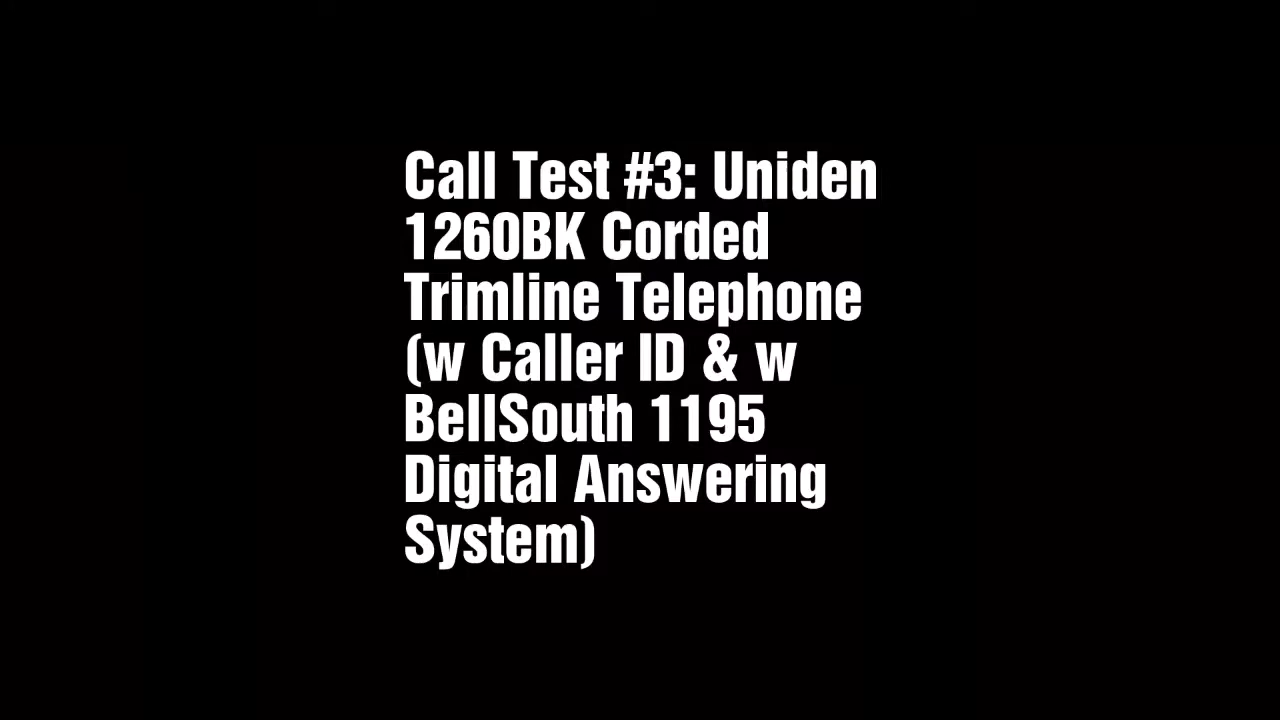 Call Test #3: Uniden
1260BK Corded
Trimline Telephone
(w Caller ID & w
BellSouth 1195
Digital Answering
System)